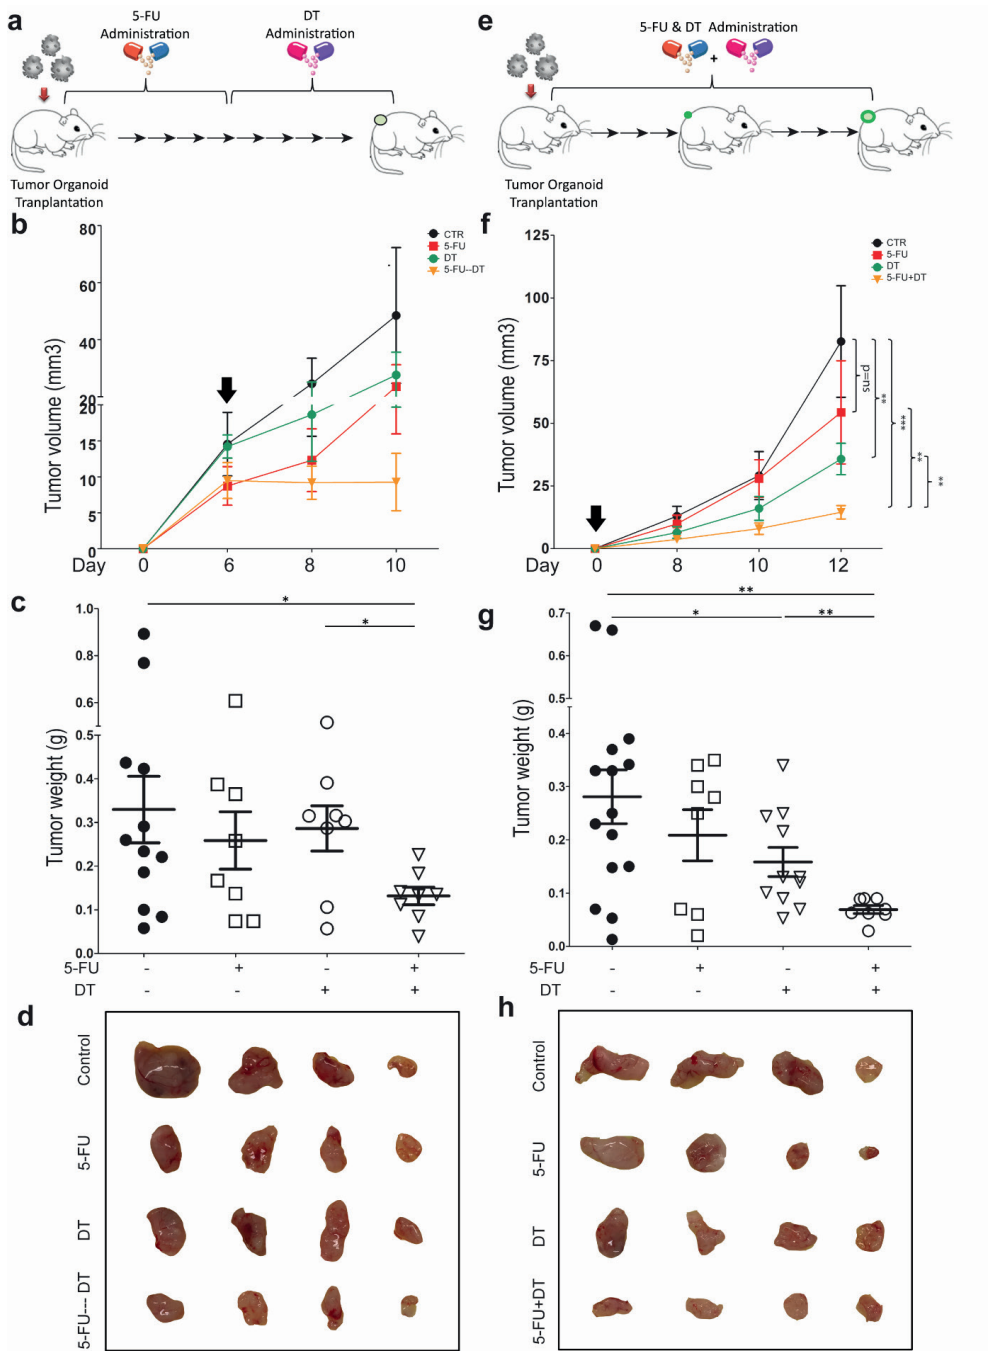 a
5-FU
Administration
DT
Administration
Tumor Organoid
Tranplantation
e
5-FU & DT Administration
+
Tumor Organoid
Tranplantation
b
Tumor volume (mm3)
80
60
40
20
20
15
10
5
0
Day
0
6
8
10
CTR
5-FU
DT
5-FU--DT
f
Tumor volume (mm3)
125
100
75
50
25
0
Day
0
8
10
12
CTR
5-FU
DT
5-FU+DT
p=ns
**
***
**
**
c
Tumor weight (g)
1.0
0.8
0.6
0.5
0.4
0.3
0.2
0.1
0.0
*
*
5-FU - + - +
DT - - + +
g
Tumor weight (g)
0.7
0.6
0.5
0.4
0.3
0.2
0.1
0.0
**
*
**
5-FU - + - +
DT - - + +
d
Control
5-FU
DT
5-FU--- DT
h
Control
5-FU
DT
5-FU+DT